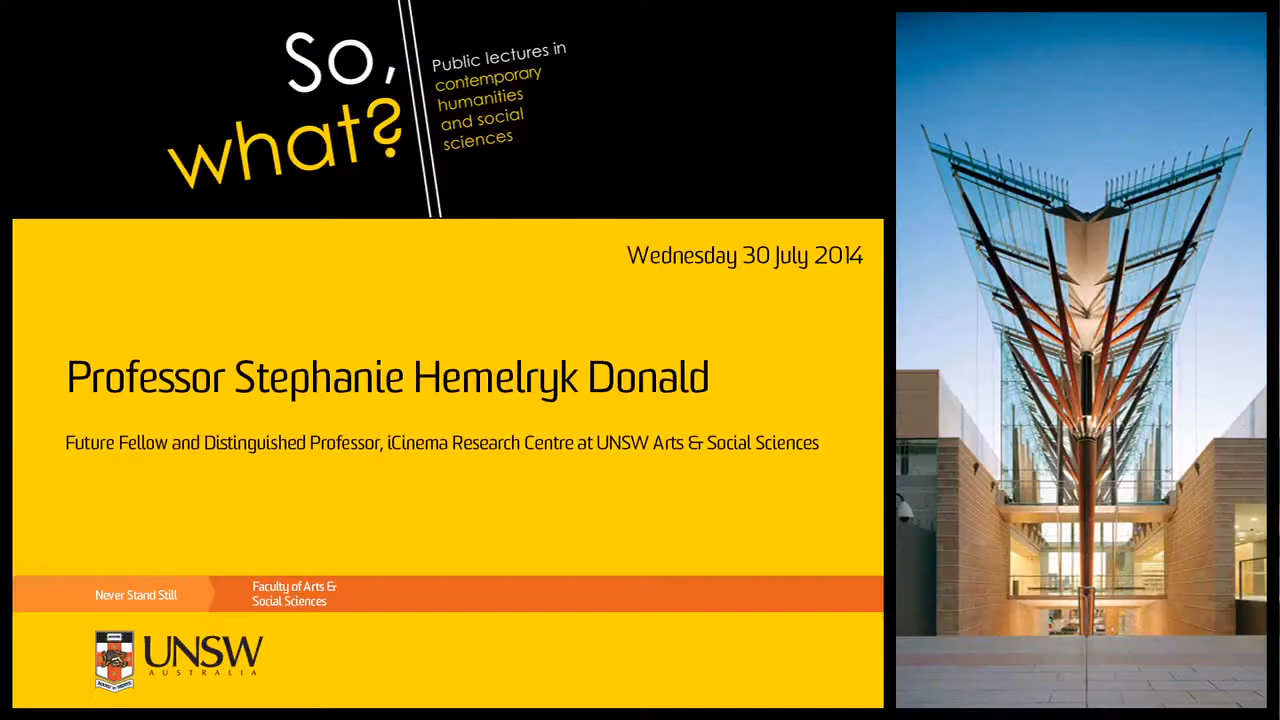 So,
what?
Public lectures in
contemporary
humanities
and social
sciences
Wednesday 30 July 2014
Professor Stephanie Hemelryk Donald
Future Fellow and Distinguished Professor, iCinema Research Centre at UNSW Arts & Social Sciences
Never Stand Still
Faculty of Arts &
Social Sciences
UNSW
AUSTRALIA